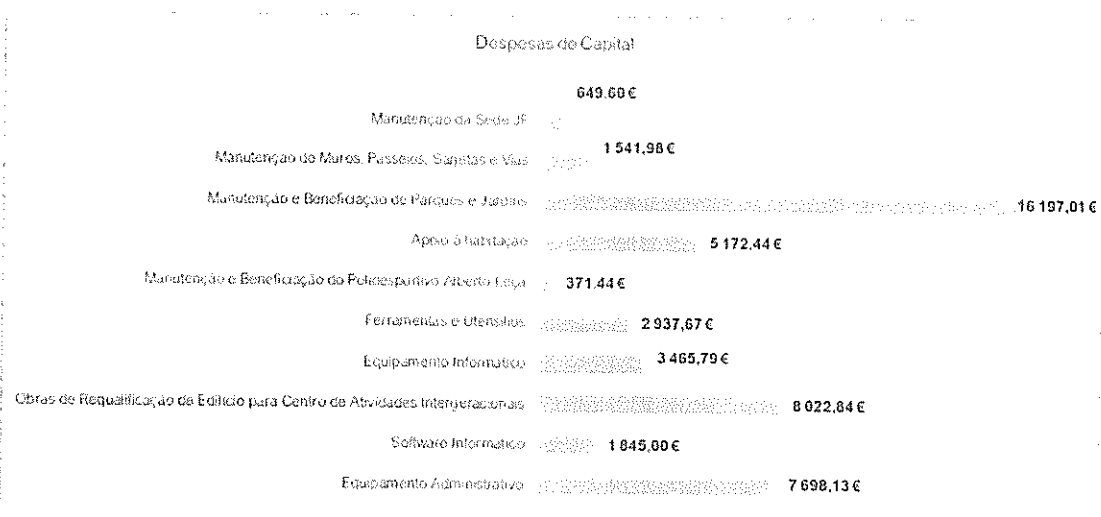 Despesas de Capital
649,60 €
Manutenção da Sede JF
1 541,98 €
Manutenção de Muros, Passeios, Sarjetas e Vias
Manutenção e Beneficiação de Parques e Jardins
16 197,01 €
Apoio à habitação
5 172,44 €
Manutenção e Beneficiação do Polidesportivo Alberto
371,44 €
Ferramentas e Utensílios
2 937,67 €
Equipamento Informático
3 465,79 €
Obras de Requalificação de Edifício para Centro de Atividades Intergeracionais
8 022,84 €
Software Informático
1 845,00 €
Equipamento Administrativo
7 698,13 €